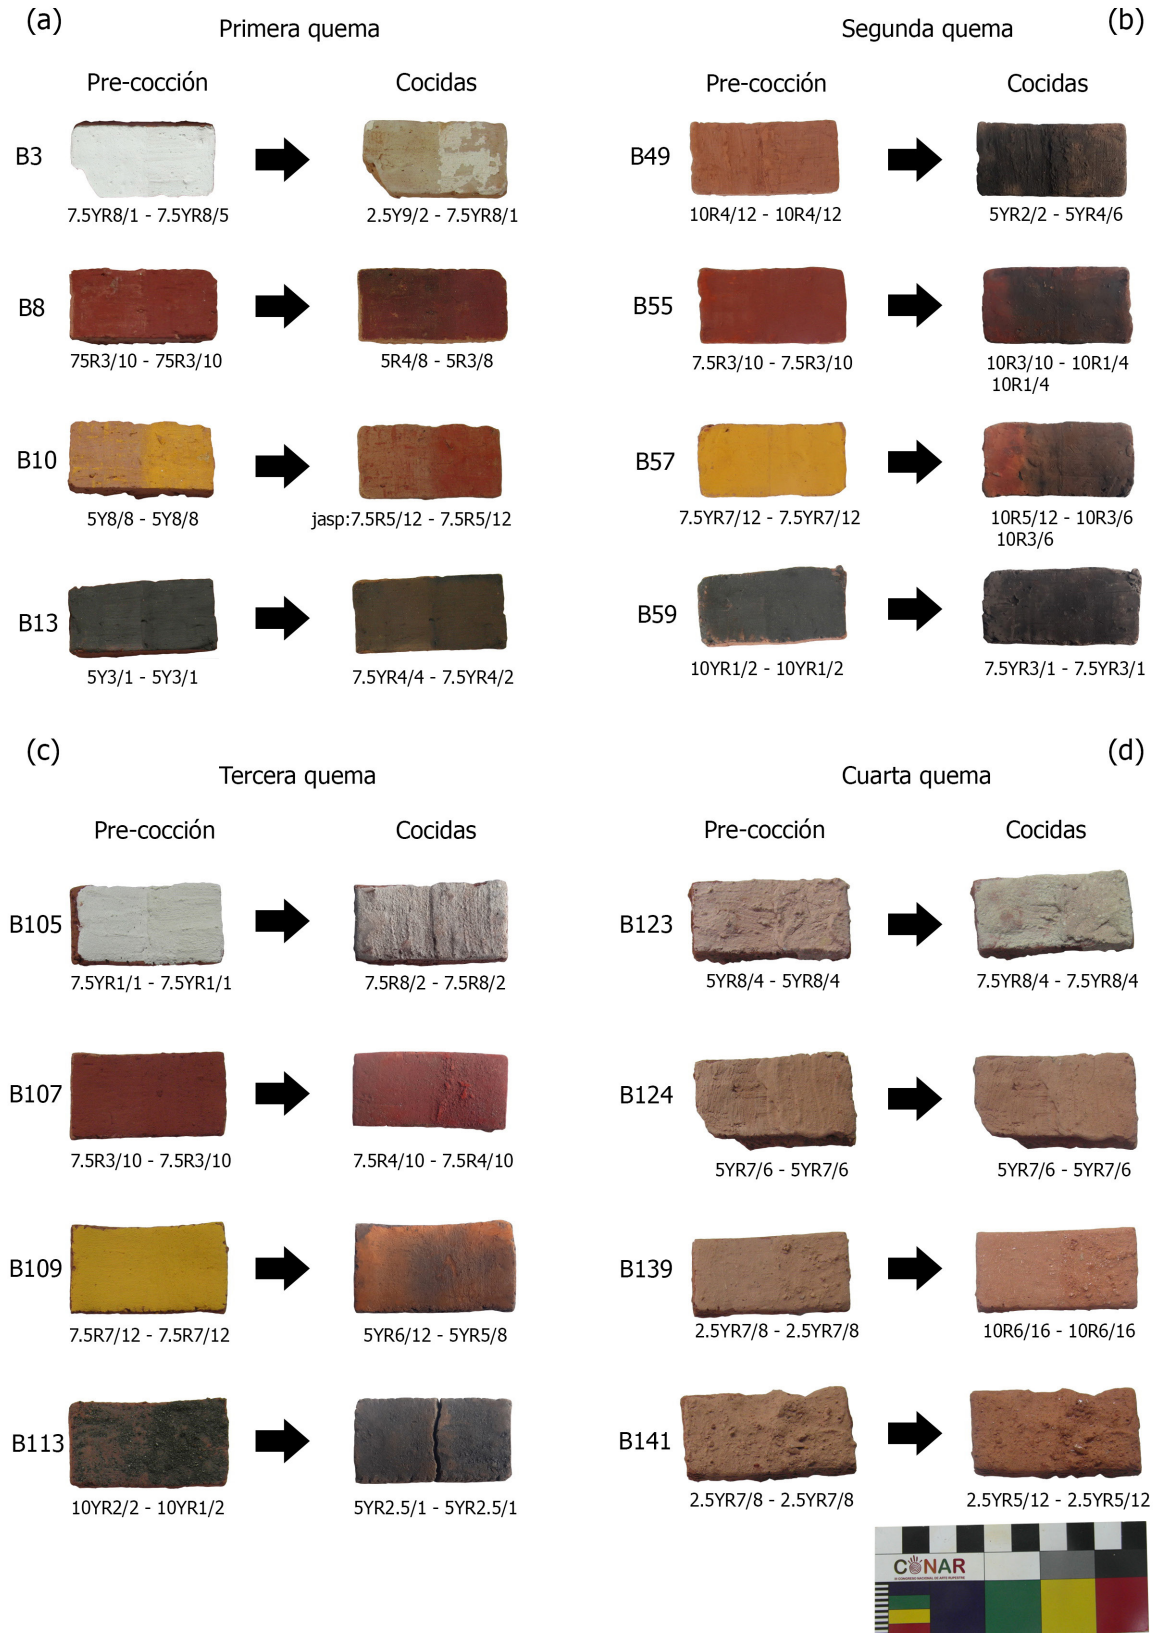 (a)
Primera quema
Pre-cocción
Cocidas
B3
7.5YR8/1 - 7.5YR8/5
2.5Y9/2 - 7.5YR8/1
B8
75R3/10 - 75R3/10
5R4/8 - 5R3/8
B10
5Y8/8 - 5Y8/8
jasp:7.5R5/12 - 7.5R5/12
B13
5Y3/1 - 5Y3/1
7.5YR4/4 - 7.5YR4/2
(b)
Segunda quema
Pre-cocción
Cocidas
B49
10R4/12 - 10R4/12
5YR2/2 - 5YR4/6
B55
7.5R3/10 - 7.5R3/10
10R3/10 - 10R1/4
10R1/4
B57
7.5YR7/12 - 7.5YR7/12
10R5/12 - 10R3/6
10R3/6
B59
10YR1/2 - 10YR1/2
7.5YR3/1 - 7.5YR3/1
(c)
Tercera quema
Pre-cocción
Cocidas
B105
7.5YR1/1 - 7.5YR1/1
7.5R8/2 - 7.5R8/2
B107
7.5R3/10 - 7.5R3/10
7.5R4/10 - 7.5R4/10
B109
7.5R7/12 - 7.5R7/12
5YR6/12 - 5YR5/8
B113
10YR2/2 - 10YR1/2
5YR2.5/1 - 5YR2.5/1
(d)
Cuarta quema
Pre-cocción
Cocidas
B123
5YR8/4 - 5YR8/4
7.5YR8/4 - 7.5YR8/4
B124
5YR7/6 - 5YR7/6
5YR7/6 - 5YR7/6
B139
2.5YR7/8 - 2.5YR7/8
10R6/16 - 10R6/16
B141
2.5YR7/8 - 2.5YR7/8
2.5YR5/12 - 2.5YR5/12
CONAR
CONGRESO NACIONAL DE ARTE RUPESTRE